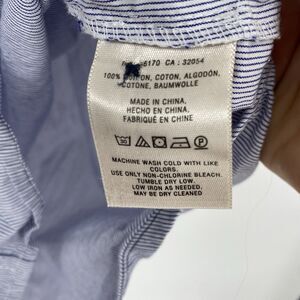 6170 CA : 32054
100% COTTON, COTON, ALGODÓN,
COTONE, BAUMWOLLE
MADE IN CHINA.
HECHO EN CHINA.
FABRIQUÉ EN CHINE
MACHINE WASH COLD WITH LIKE
COLORS.
USE ONLY NON-CHLORINE BLEACH.
TUMBLE DRY LOW.
LOW IRON AS NEEDED.
MAY BE DRY CLEANED